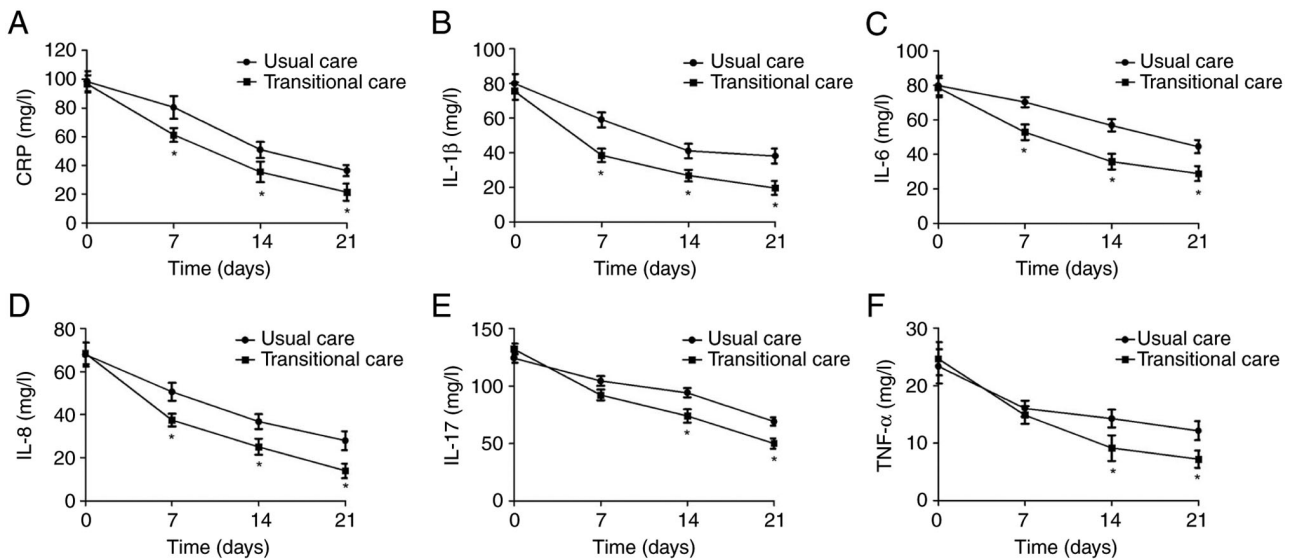 A
CRP (mg/l)
120
100
80
60
40
20
0
Usual care
Transitional care
*
*
*
0 7 14 21
Time (days)
B
IL-1β (mg/l)
100
80
60
40
20
0
Usual care
Transitional care
*
*
*
0 7 14 21
Time (days)
C
IL-6 (mg/l)
100
80
60
40
20
0
Usual care
Transitional care
*
*
*
0 7 14 21
Time (days)
D
IL-8 (mg/l)
80
60
40
20
0
Usual care
Transitional care
*
*
*
0 7 14 21
Time (days)
E
IL-17 (mg/l)
150
100
50
0
Usual care
Transitional care
*
*
0 7 14 21
Time (days)
F
TNF-α (mg/l)
30
20
10
0
Usual care
Transitional care
*
*
0 7 14 21
Time (days)